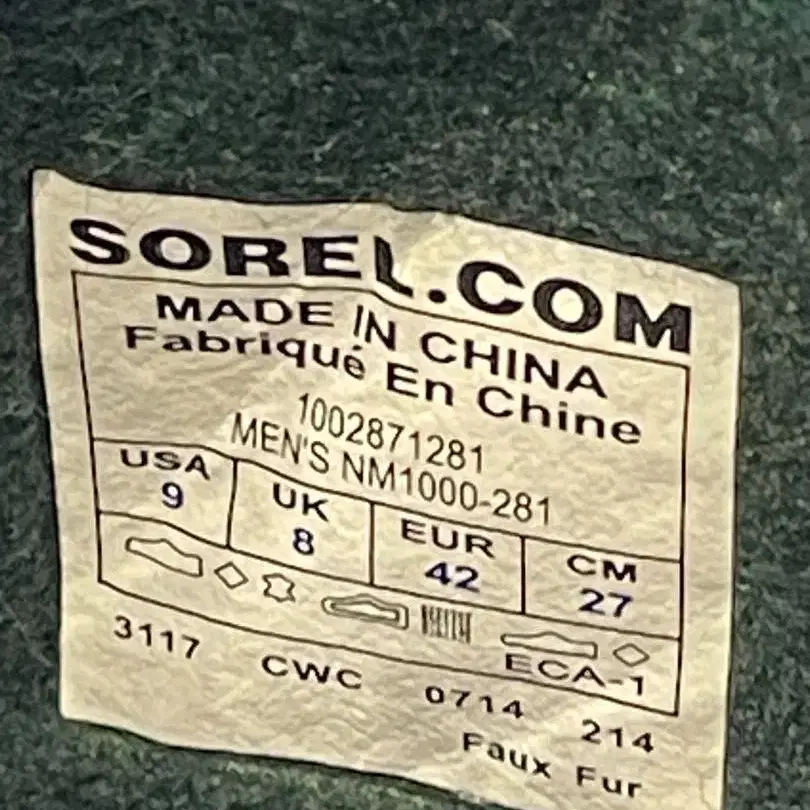 SOREL.COM
MADE IN CHINA
Fabriqué En Chine
1002871281
MEN'S NM1000-281
USA UK EUR CM
9 8 42 27
ECA-1
3117 CWC 0714 214
Faux Fur